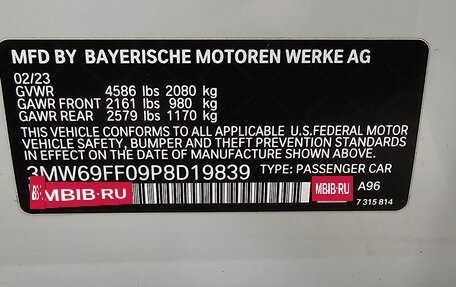 MFD BY BAYERISCHE MOTOREN WERKE AG
02/23
GVWR 4586 lbs 2080 kg
GAWR FRONT 2161 lbs 980 kg
GAWR REAR 2579 lbs 1170 kg
THIS VEHICLE CONFORMS TO ALL APPLICABLE U.S.FEDERAL MOTOR
VEHICLE SAFETY, BUMPER AND THEFT PREVENTION STANDARDS
IN EFFECT ON THE DATE OF MANUFACTURE SHOWN ABOVE.
3MW69FF09P8D19839 TYPE: PASSENGER CAR
MBIB.RU MBIB.RU A96
7 315 814